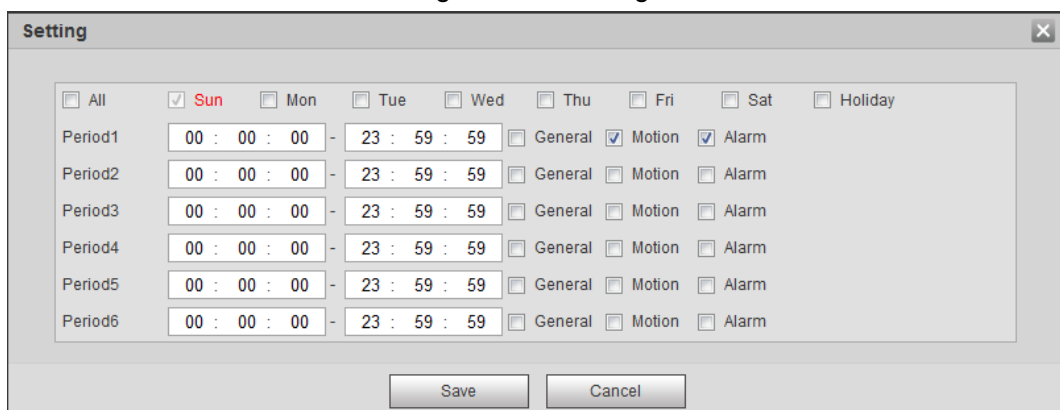 Setting
All Sun Mon Tue Wed Thu Fri Sat Holiday
Period1 00 : 00 : 00 - 23 : 59 : 59 General Motion Alarm
Period2 00 : 00 : 00 - 23 : 59 : 59 General Motion Alarm
Period3 00 : 00 : 00 - 23 : 59 : 59 General Motion Alarm
Period4 00 : 00 : 00 - 23 : 59 : 59 General Motion Alarm
Period5 00 : 00 : 00 - 23 : 59 : 59 General Motion Alarm
Period6 00 : 00 : 00 - 23 : 59 : 59 General Motion Alarm
Save Cancel